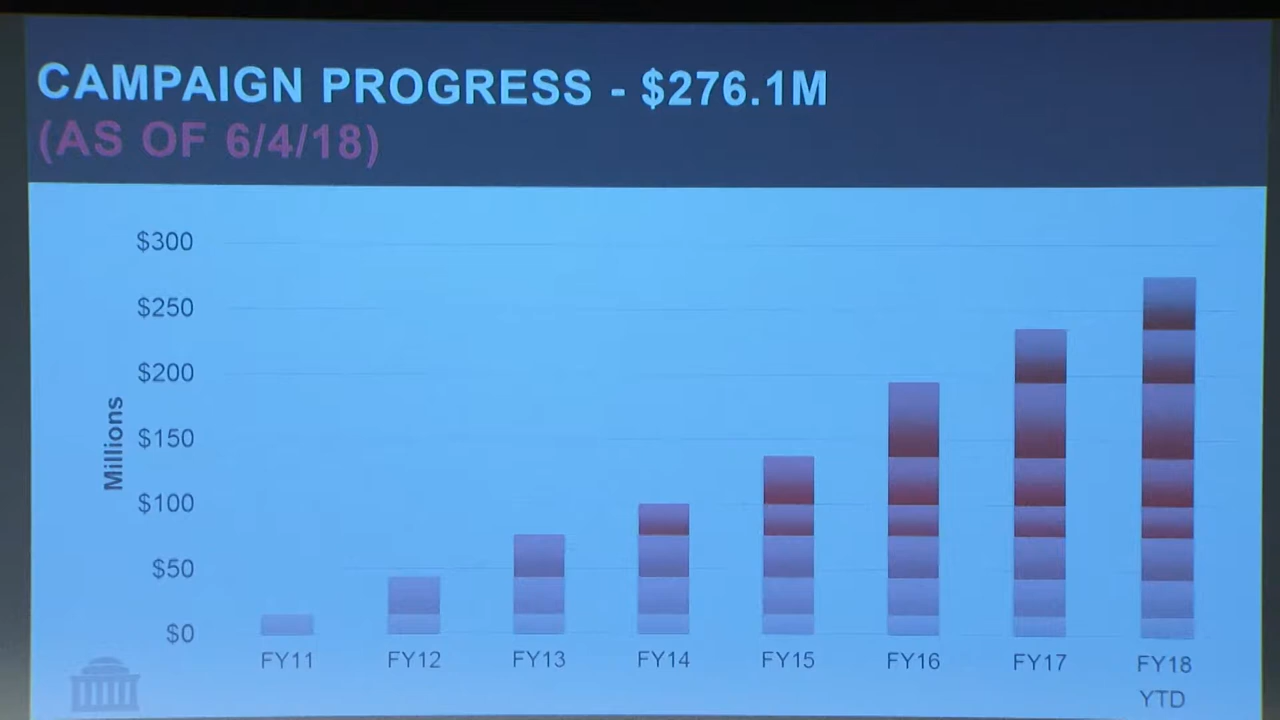 CAMPAIGN PROGRESS - $276.1M
(AS OF 6/4/18)
$300
$250
$200
$150
$100
$50
$0
Millions
FY11
FY12
FY13
FY14
FY15
FY16
FY17
FY18
YTD